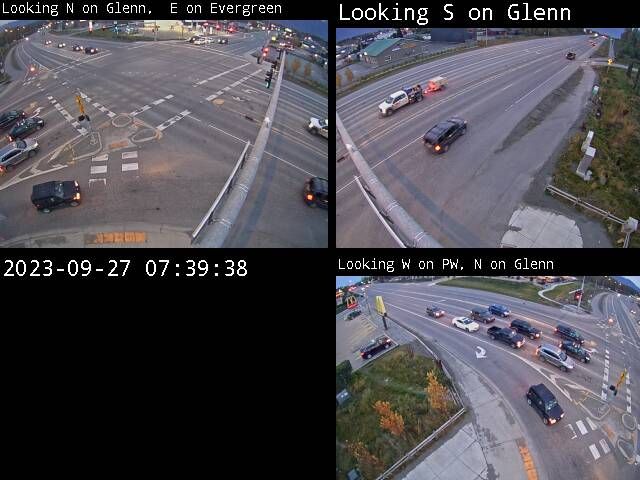 Looking N on Glenn,  E on Evergreen
Looking S on Glenn
2023-09-27 07:39:38
Looking W on PW, N on Glenn